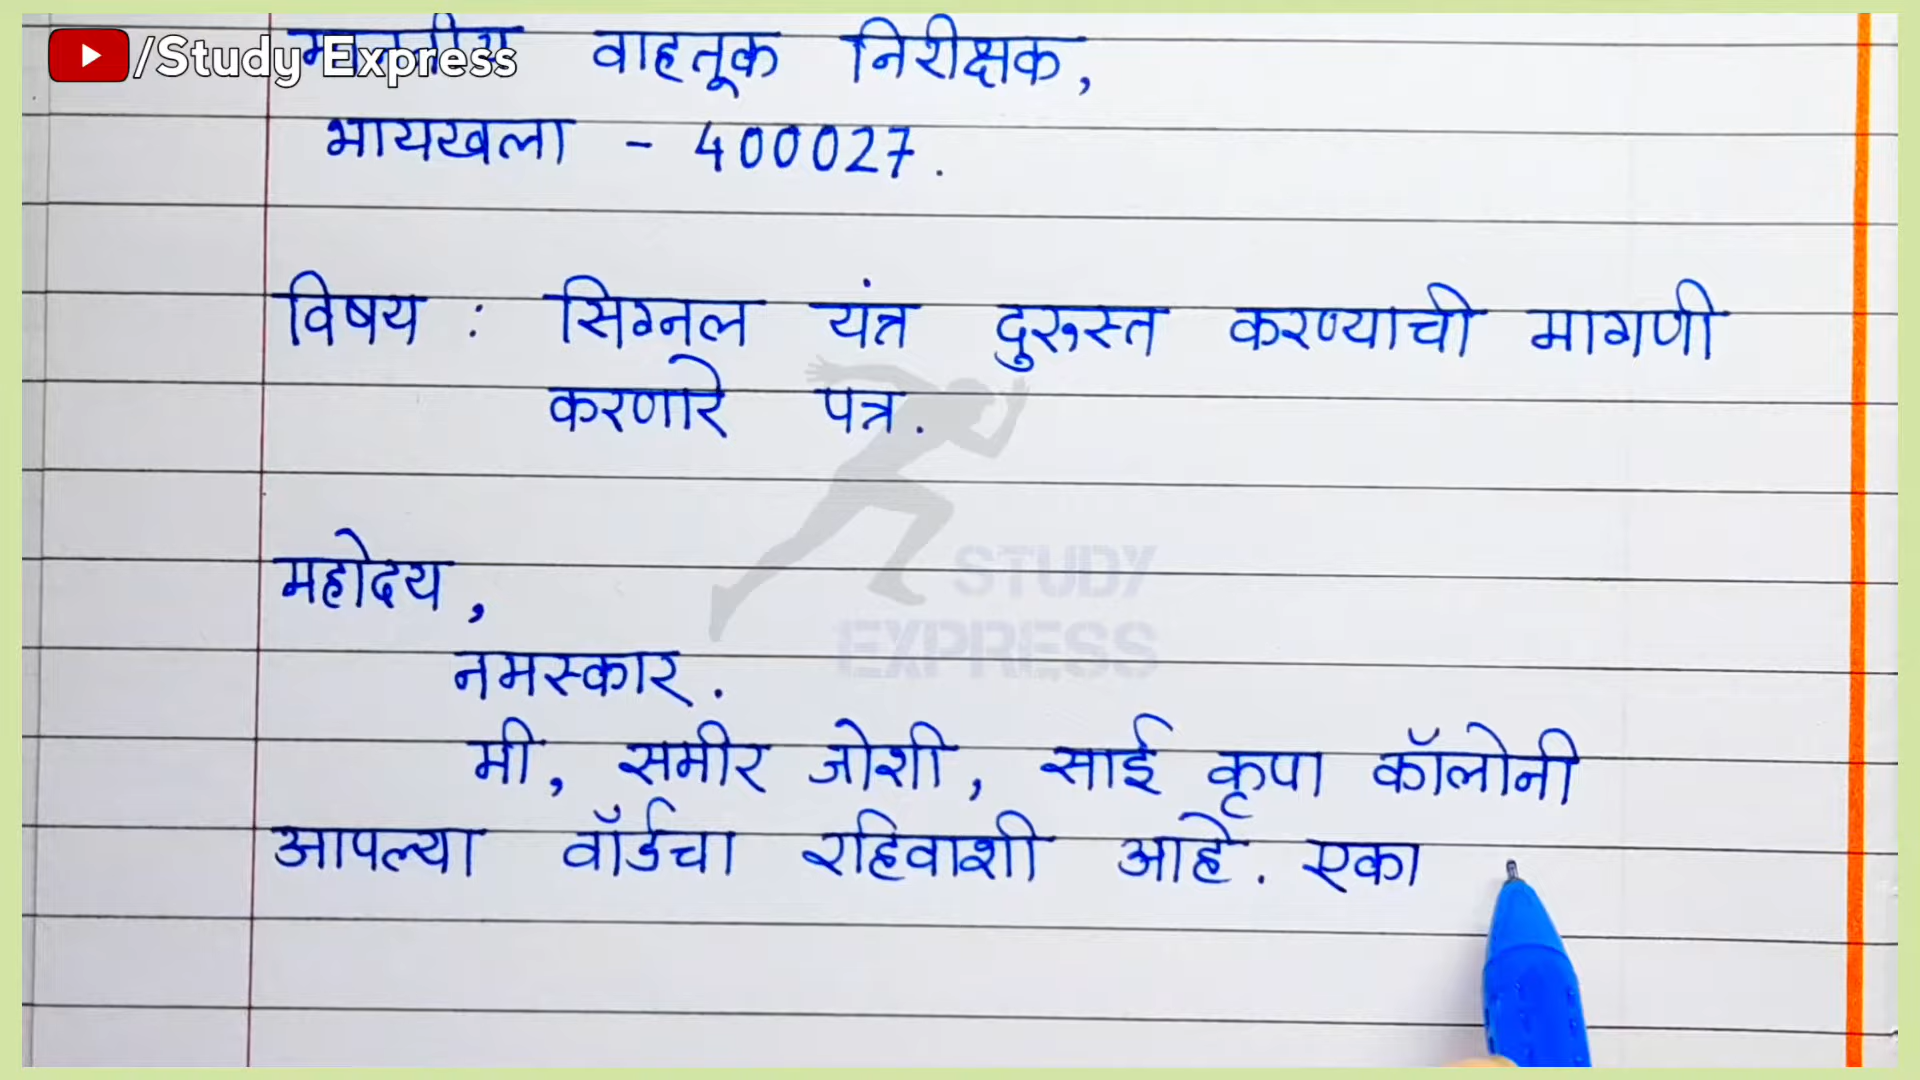 /Study Express
वाहतूक निरीक्षक,
भायखला - 400027.
विषय : सिग्नल यंत्र दुरुस्त करण्याची मागणी
करणारे पत्र.
STUDY
EXPRESS
महोदय,
नमस्कार.
मी, समीर जोशी, साई कृपा कॉलोनी
आपल्या वॉर्डचा रहिवाशी आहे. एका